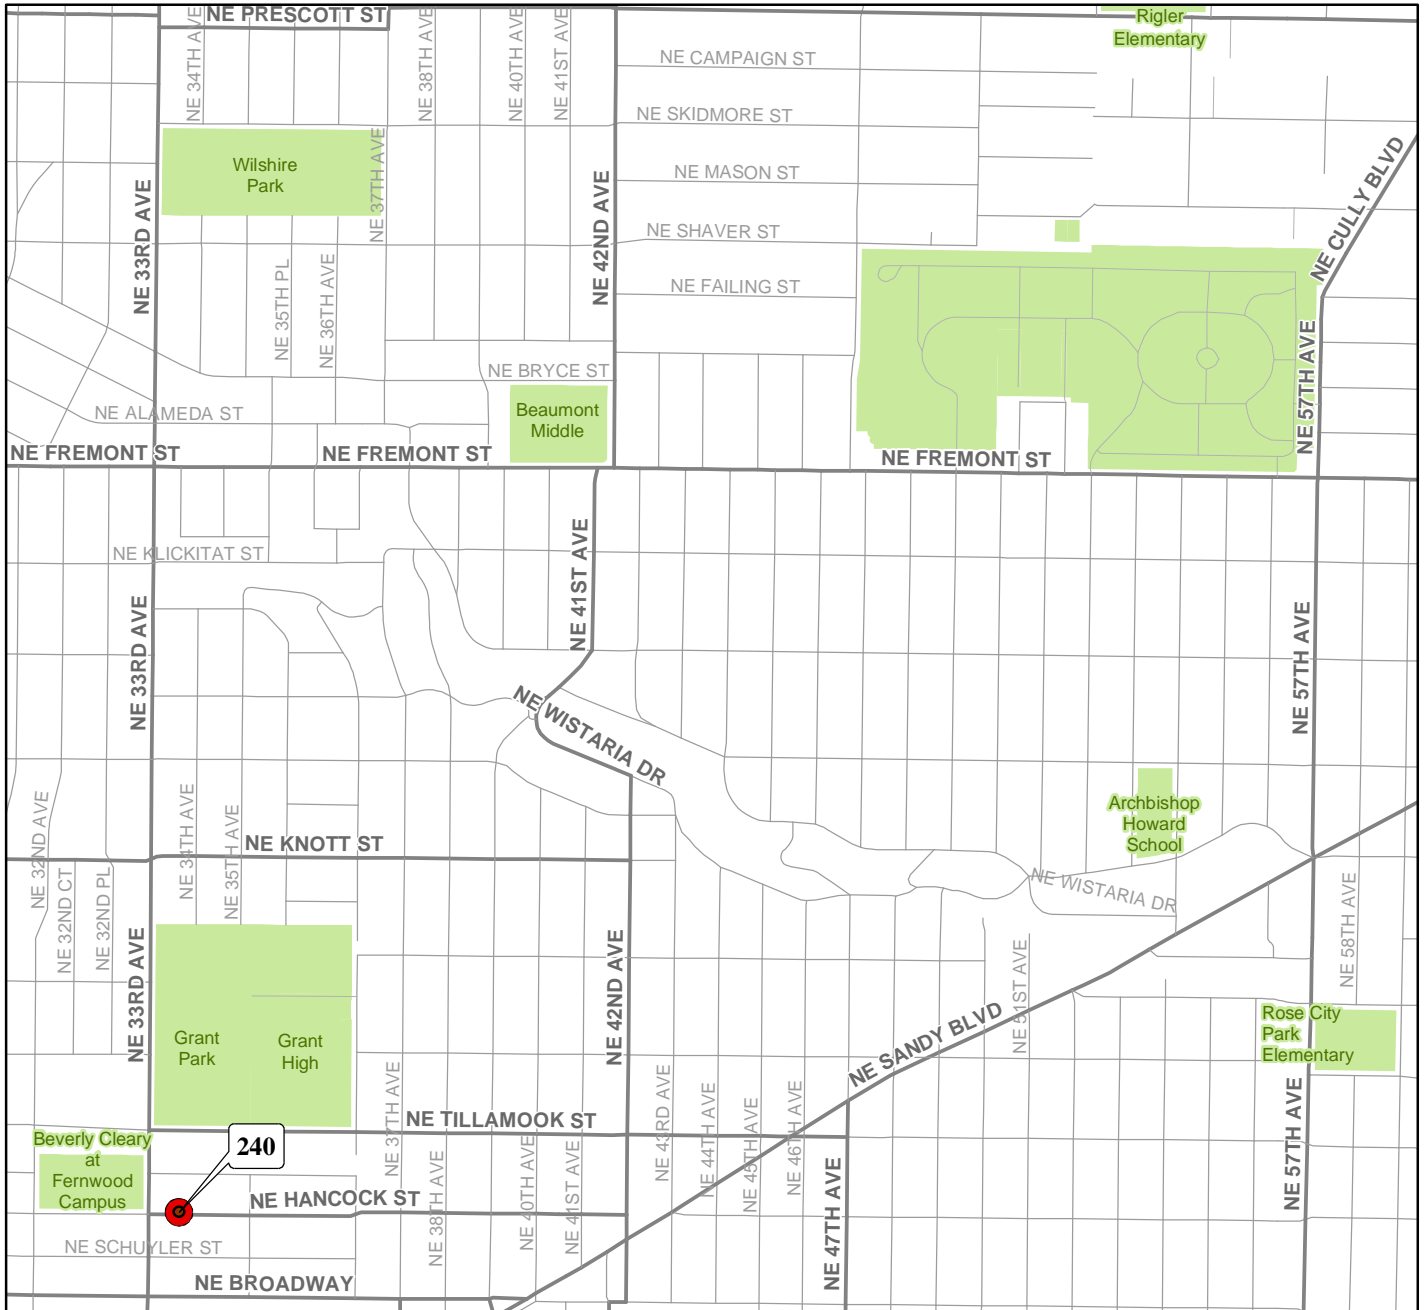 NE PRESCOTT ST
Rigler
Elementary
NE 34TH AVE
NE 38TH AVE
NE 40TH AVE
NE 41ST AVE
NE CAMPAIGN ST
NE SKIDMORE ST
NE MASON ST
NE SHAVER ST
NE FAILING ST
Wilshire
Park
NE 37TH AVE
NE 33RD AVE
NE 42ND AVE
NE CULLY BLVD
NE 35TH PL
NE 36TH AVE
NE 57TH AVE
NE BRYCE ST
NE ALAMEDA ST
Beaumont
Middle
NE FREMONT ST
NE FREMONT ST
NE FREMONT ST
NE KLICKITAT ST
NE 41ST AVE
NE 33RD AVE
NE 57TH AVE
NE WISTARIA DR
NE 32ND AVE
NE 34TH AVE
NE 35TH AVE
NE KNOTT ST
Archbishop
Howard
School
NE WISTARIA DR
NE 32ND CT
NE 32ND PL
NE 33RD AVE
NE 42ND AVE
NE 51ST AVE
NE 58TH AVE
NE SANDY BLVD
Grant
Park
Grant
High
Rose City
Park
Elementary
NE 37TH AVE
NE 43RD AVE
NE 44TH AVE
NE 45TH AVE
NE 46TH AVE
NE 57TH AVE
NE TILLAMOOK ST
Beverly Cleary
at
Fernwood
Campus
240
NE HANCOCK ST
NE 38TH AVE
NE 40TH AVE
NE 41ST AVE
NE 47TH AVE
NE SCHUYLER ST
NE BROADWAY